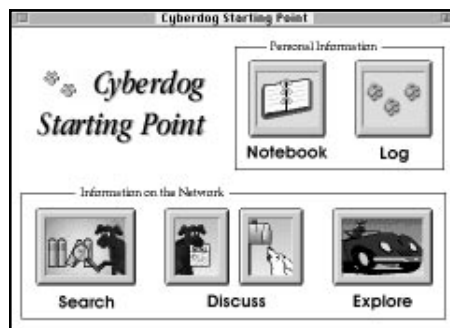 Cyberdog Starting Point
Personal Information
Cyberdog
Starting Point
Notebook Log
Information on the Network
Search Discuss Explore